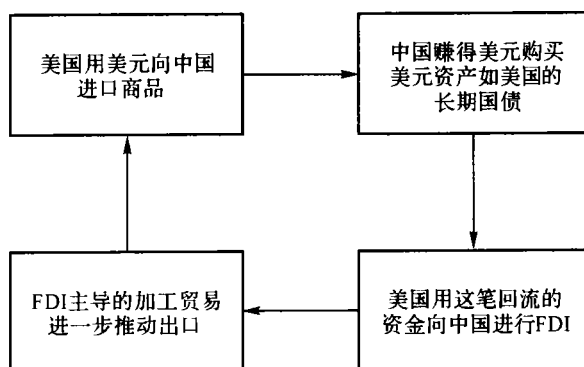 美国用美元向中国
进口商品
中国赚得美元购买
美元资产如美国的
长期国债
FDI主导的加工贸易
进一步推动出口
美国用这笔回流的
资金向中国进行FDI